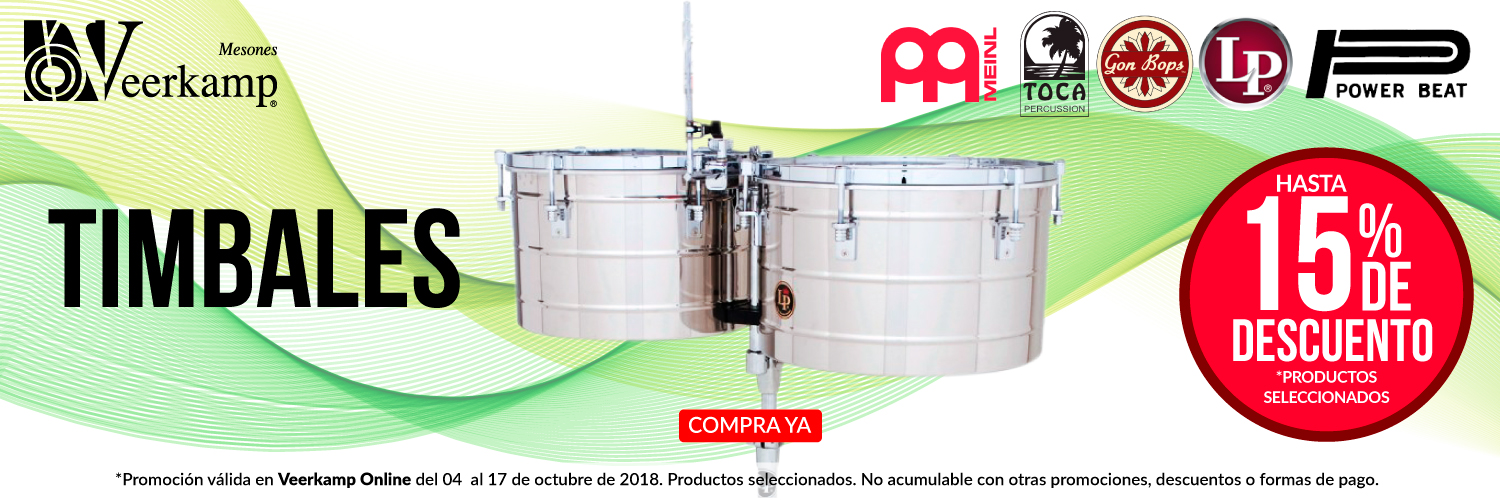 Mesones
Veerkamp®
MEINL
TOCA
PERCUSSION
Gon Bops
LP®
POWER BEAT
TIMBALES
LP
HASTA
15%
DE
DESCUENTO
*PRODUCTOS
SELECCIONADOS
COMPRA YA
*Promoción válida en Veerkamp Online del 04 al 17 de octubre de 2018. Productos seleccionados. No acumulable con otras promociones, descuentos o formas de pago.